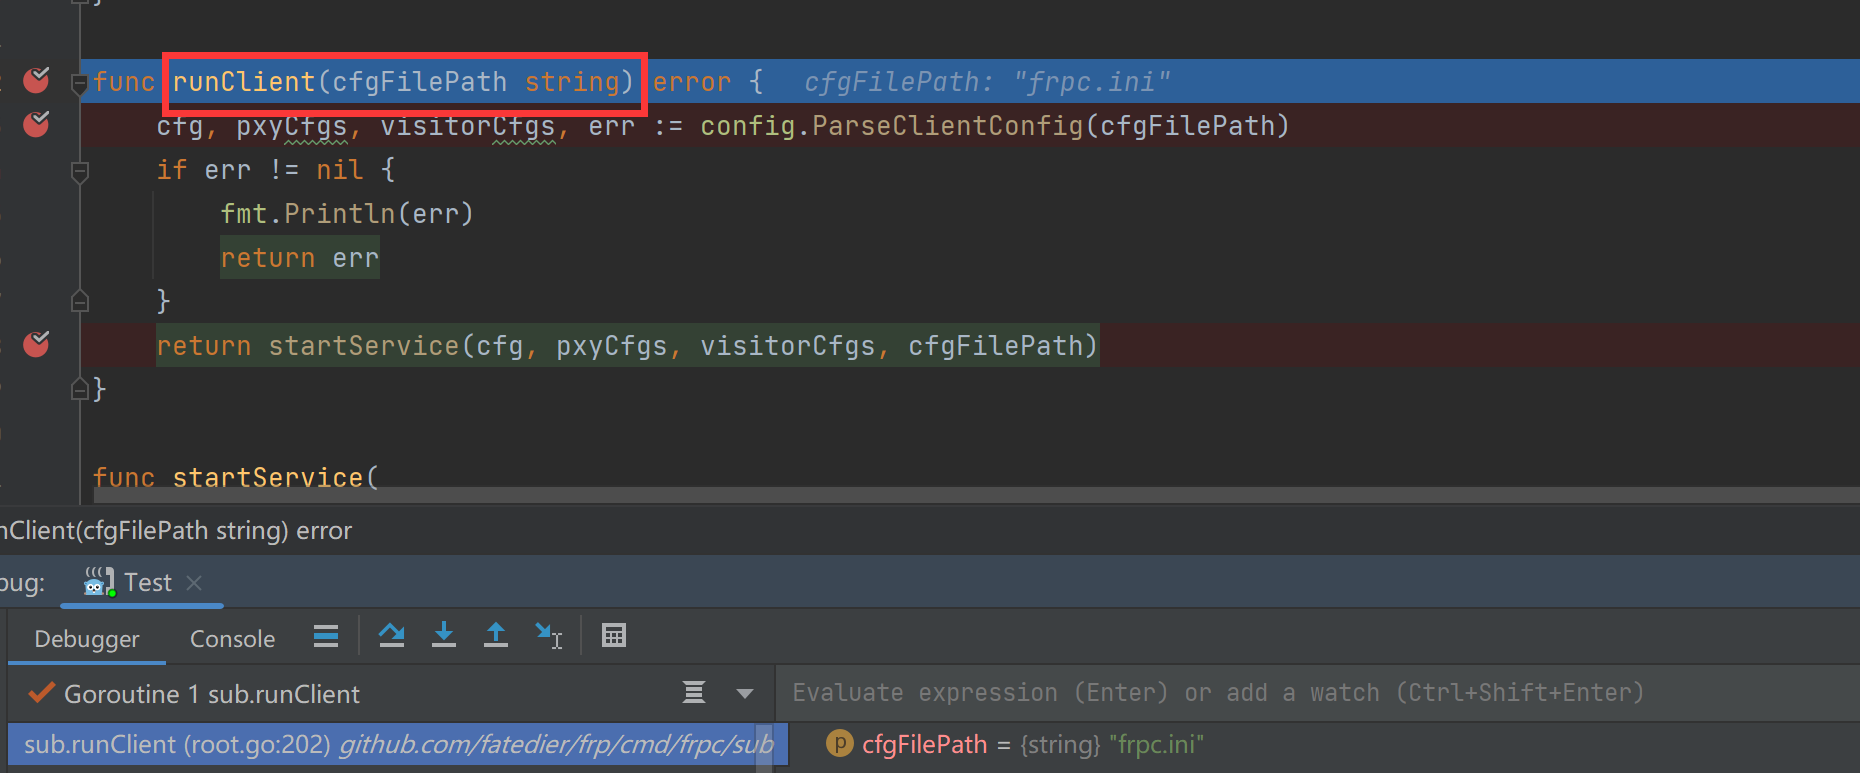 }
func runClient(cfgFilePath string) error {   cfgFilePath: "frpc.ini"
cfg, pxyCfgs, visitorCfgs, err := config.ParseClientConfig(cfgFilePath)
if err != nil {
fmt.Println(err)
return err
}
return startService(cfg, pxyCfgs, visitorCfgs, cfgFilePath)
}
func startService(
nClient(cfgFilePath string) error
bug: Test
Debugger Console
Goroutine 1 sub.runClient
Evaluate expression (Enter) or add a watch (Ctrl+Shift+Enter)
sub.runClient (root.go:202) github.com/fatedier/frp/cmd/frpc/sub
p cfgFilePath = {string} "frpc.ini"